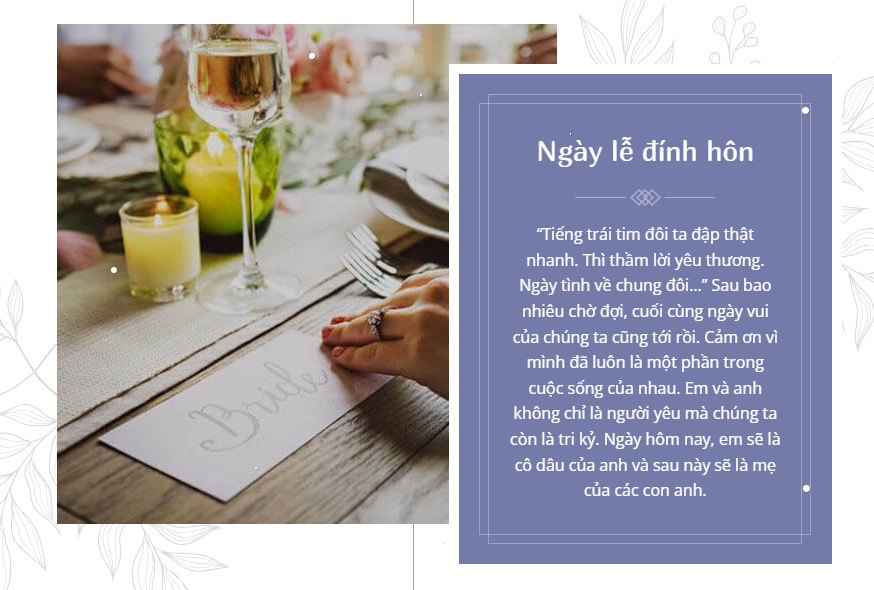 Bride
Ngày lễ đính hôn
“Tiếng trái tim đôi ta đập thật
nhanh. Thì thầm lời yêu thương.
Ngày tình về chung đôi...” Sau bao
nhiêu chờ đợi, cuối cùng ngày vui
của chúng ta cũng tới rồi. Cảm ơn vì
mình đã luôn là một phần trong
cuộc sống của nhau. Em và anh
không chỉ là người yêu mà chúng ta
còn là tri kỷ. Ngày hôm nay, em sẽ là
cô dâu của anh và sau này sẽ là mẹ
của các con anh.